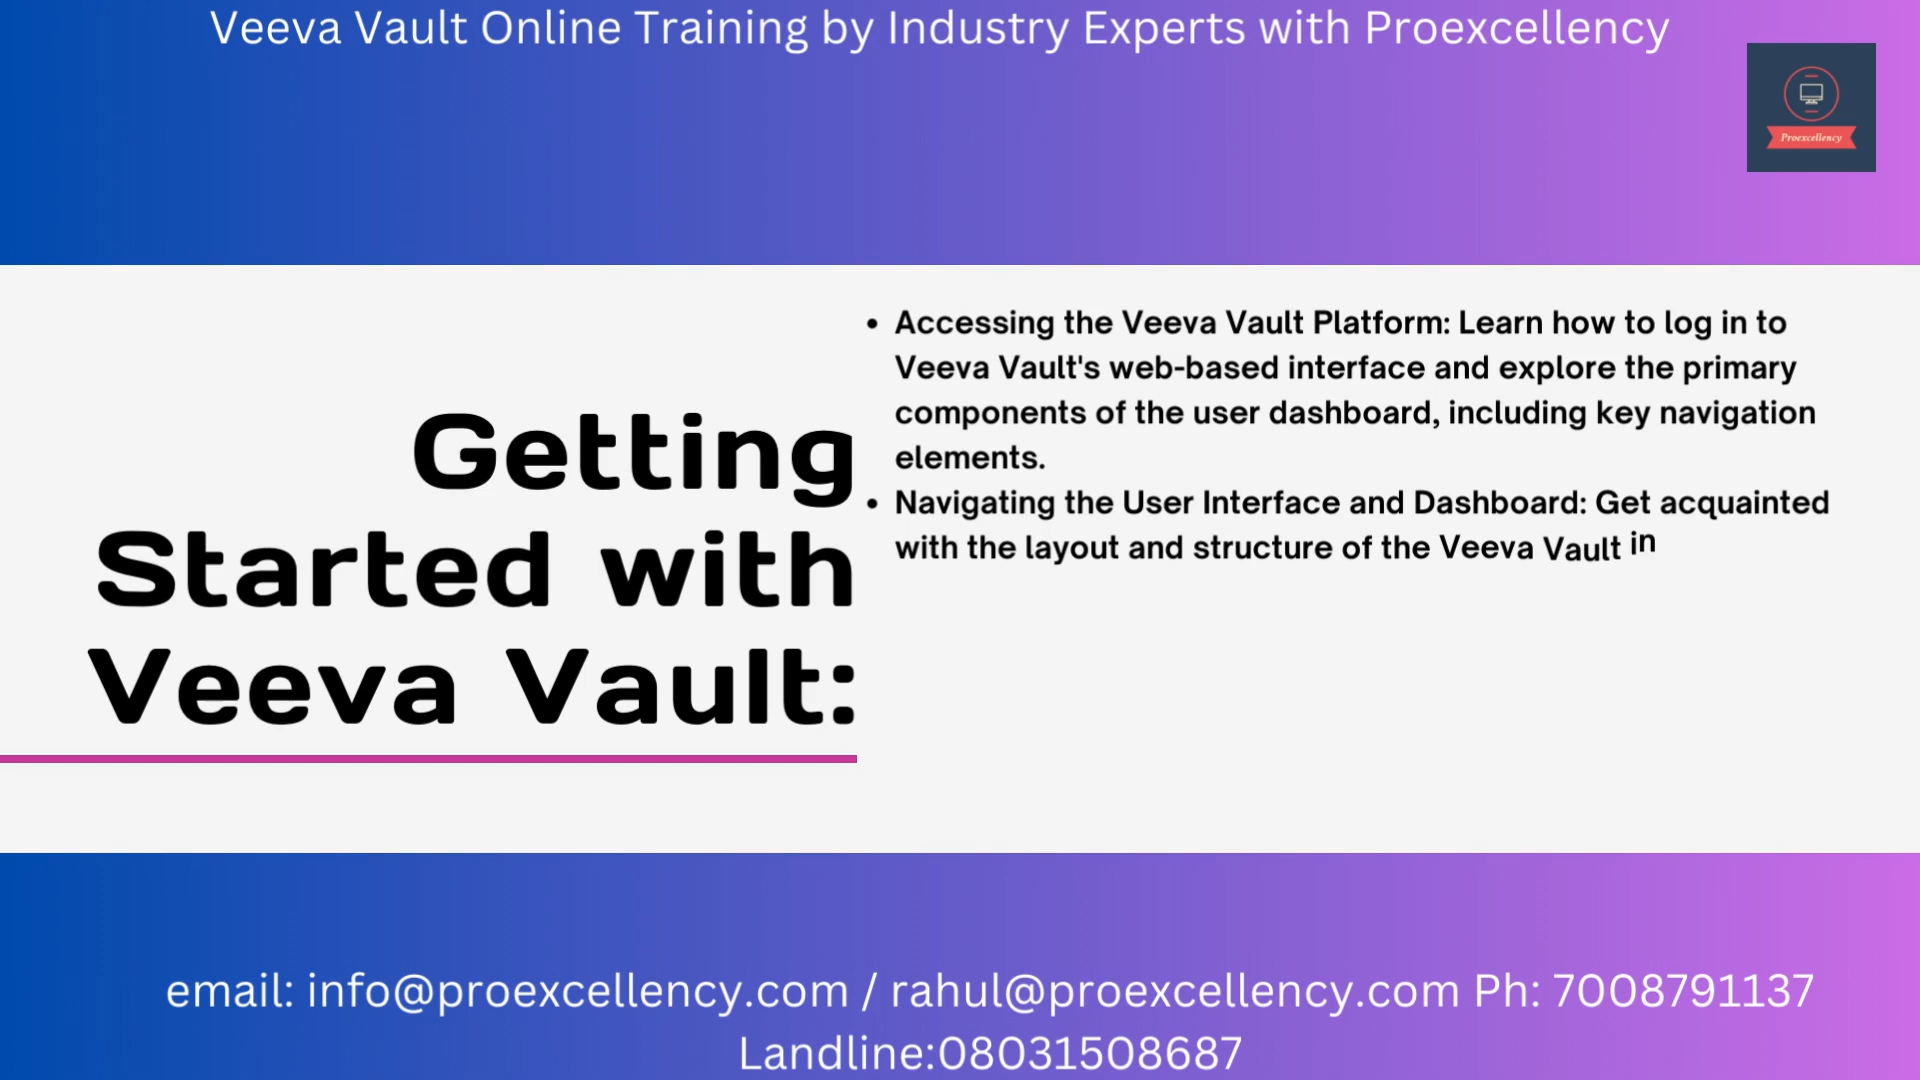 Veeva Vault Online Training by Industry Experts with Proexcellency
Proexcellency
Getting
Started with
Veeva Vault:
• Accessing the Veeva Vault Platform: Learn how to log in to
Veeva Vault's web-based interface and explore the primary
components of the user dashboard, including key navigation
elements.
• Navigating the User Interface and Dashboard: Get acquainted
with the layout and structure of the Veeva Vault in
email: info@proexcellency.com / rahul@proexcellency.com Ph: 7008791137
Landline:08031508687